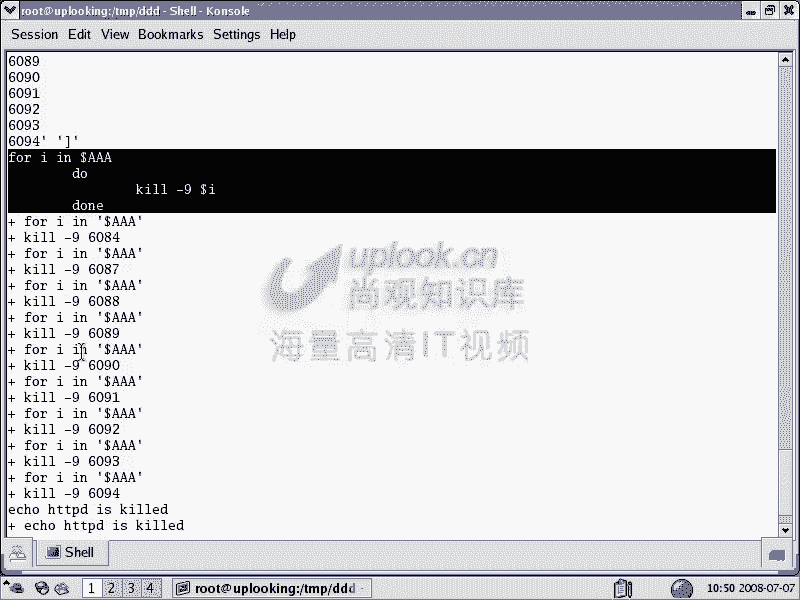 root@uplooking:/tmp/ddd - Shell - Konsole
Session Edit View Bookmarks Settings Help
6089
6090
6091
6092
6093
6094' ']'
for i in $AAA
        do
                kill -9 $i
        done
+ for i in '$AAA'
+ kill -9 6084
+ for i in '$AAA'
+ kill -9 6087
+ for i in '$AAA'
+ kill -9 6088
+ for i in '$AAA'
+ kill -9 6089
+ for i in '$AAA'
+ kill -9 6090
+ for i in '$AAA'
+ kill -9 6091
+ for i in '$AAA'
+ kill -9 6092
+ for i in '$AAA'
+ kill -9 6093
+ for i in '$AAA'
+ kill -9 6094
echo httpd is killed
+ echo httpd is killed
uplook.cn
尚观知识库
海量高清IT视频
Shell
1 2 3 4 root@uplooking:/tmp/ddd - 10:50 2008-07-07